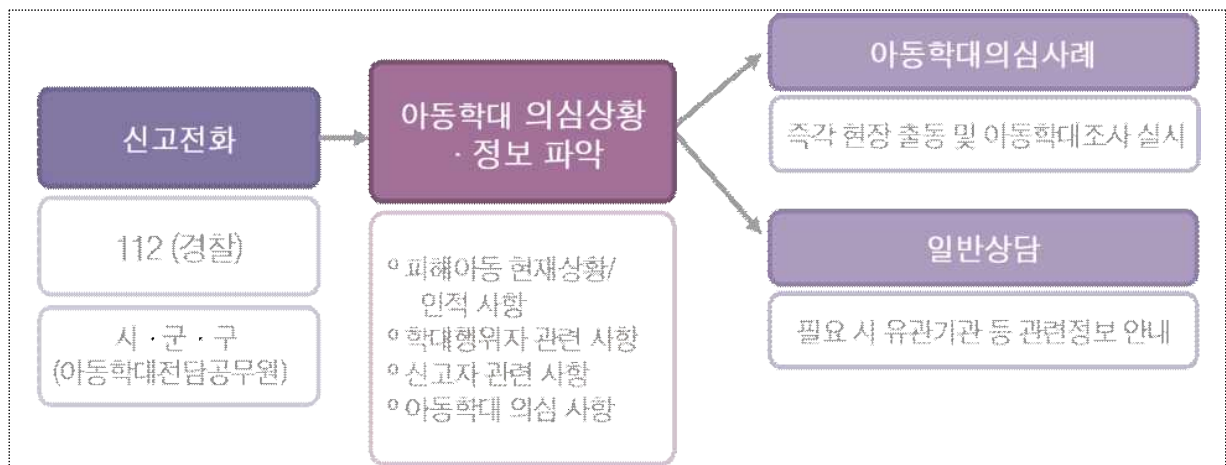 신고전화
112 (경찰)
시·군·구
(아동학대전담공무원)
아동학대 의심상황
· 정보 파악
º 피해아동 현재상황/
인적 사항
º 학대행위자 관련 사항
º 신고자 관련 사항
º 아동학대 의심 사항
아동학대의심사례
즉각 현장 출동 및 아동학대조사 실시
일반상담
필요 시 유관기관 등 관련정보 안내